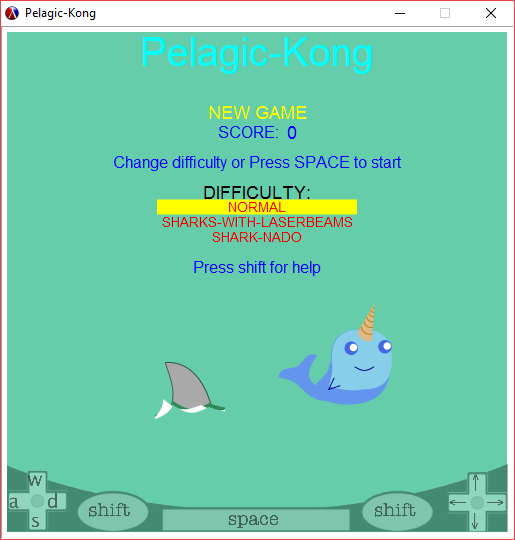 Pelagic-Kong
Pelagic-Kong
NEW GAME
SCORE: 0
Change difficulty or Press SPACE to start
DIFFICULTY:
NORMAL
SHARKS-WITH-LASERBEAMS
SHARK-NADO
Press shift for help
w
a d
s
shift
space
shift